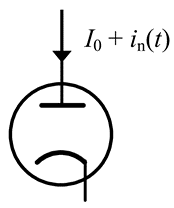 I₀ + iₙ(t)